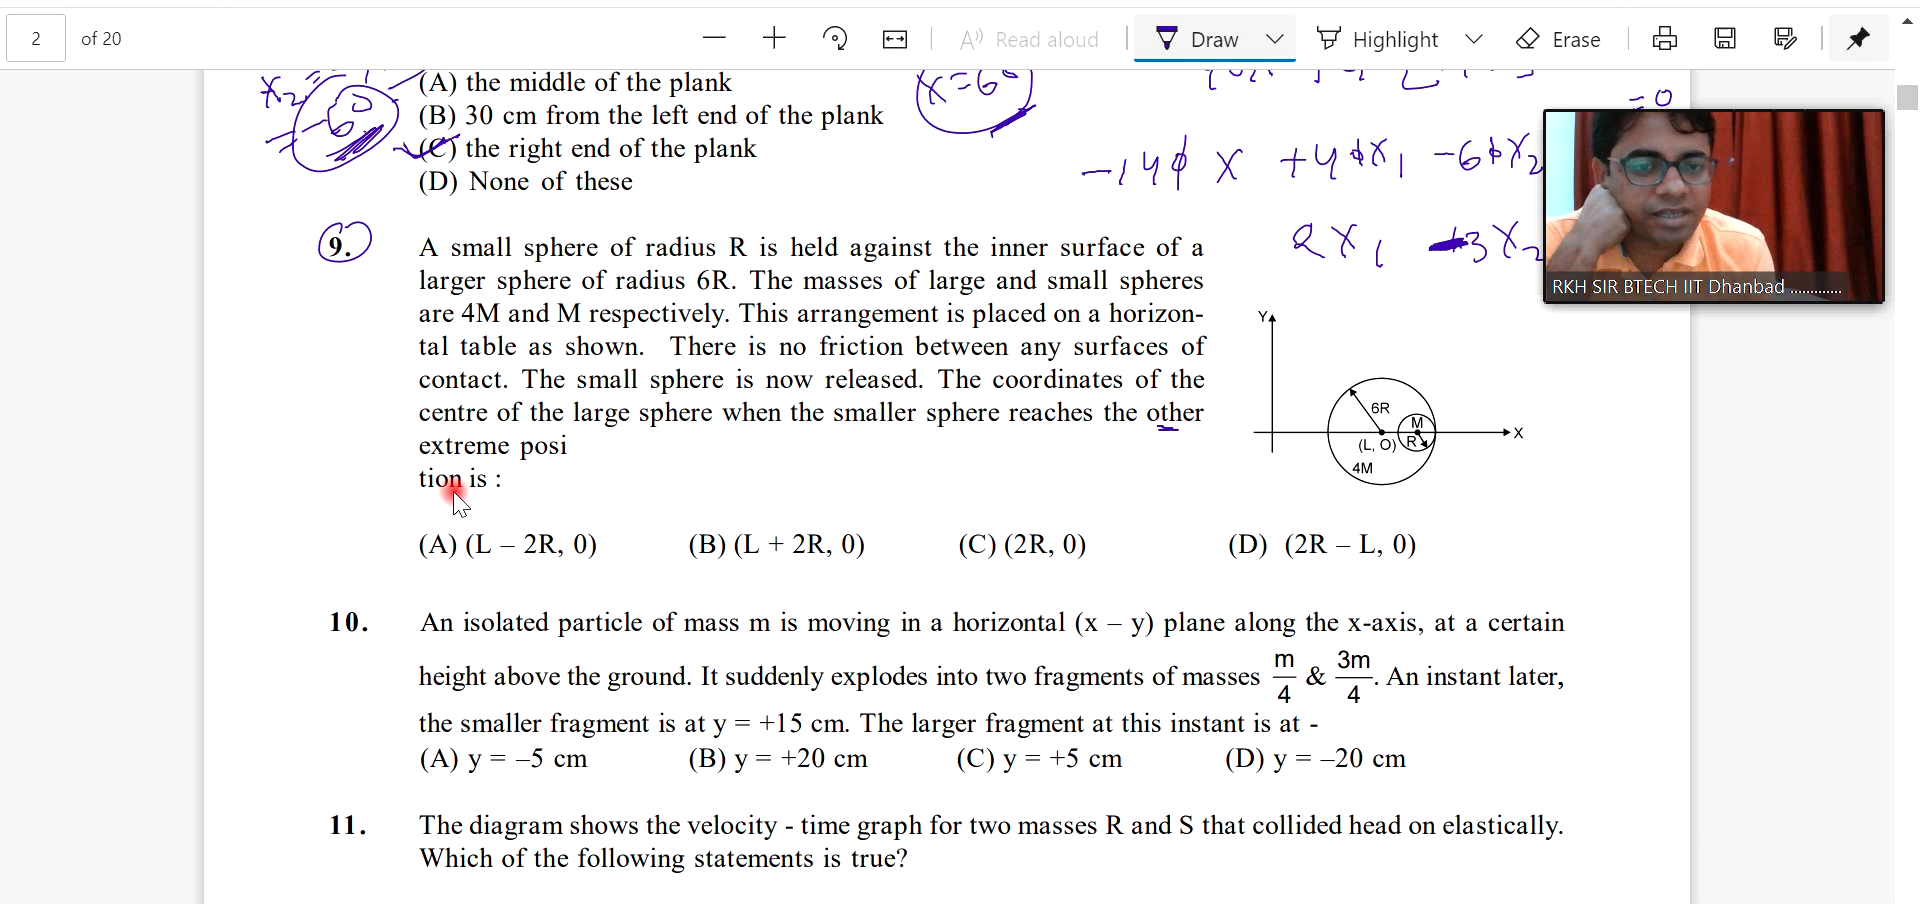 2 of 20
Read aloud
Draw
Highlight
Erase
(A) the middle of the plank
(B) 30 cm from the left end of the plank
(C) the right end of the plank
(D) None of these
x = 6
= 0
RKH SIR BTECH IIT Dhanbad .............
9. A small sphere of radius R is held against the inner surface of a
larger sphere of radius 6R. The masses of large and small spheres
are 4M and M respectively. This arrangement is placed on a horizon-
tal table as shown. There is no friction between any surfaces of
contact. The small sphere is now released. The coordinates of the
centre of the large sphere when the smaller sphere reaches the other
extreme posi
tion is :
Y
6R
M
(L, O)
R
X
4M
(A) (L – 2R, 0) (B) (L + 2R, 0) (C) (2R, 0) (D) (2R – L, 0)
10. An isolated particle of mass m is moving in a horizontal (x – y) plane along the x-axis, at a certain
height above the ground. It suddenly explodes into two fragments of masses m/4 & 3m/4. An instant later,
the smaller fragment is at y = +15 cm. The larger fragment at this instant is at -
(A) y = –5 cm (B) y = +20 cm (C) y = +5 cm (D) y = –20 cm
11. The diagram shows the velocity - time graph for two masses R and S that collided head on elastically.
Which of the following statements is true?